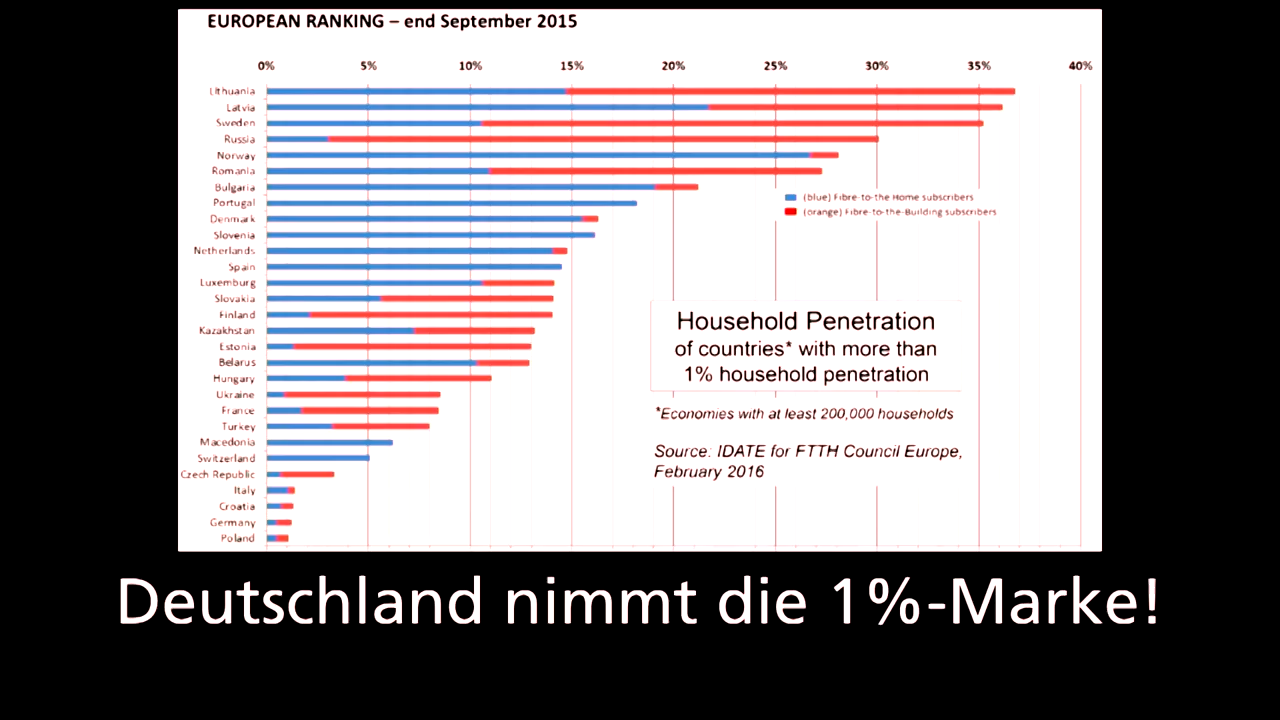 EUROPEAN RANKING – end September 2015
0% 5% 10% 15% 20% 25% 30% 35% 40%
Lithuania
Latvia
Sweden
Russia
Norway
Romania
Bulgaria
Portugal
Denmark
Slovenia
Netherlands
Spain
Luxemburg
Slovakia
Finland
Kazakhstan
Estonia
Belarus
Hungary
Ukraine
France
Turkey
Macedonia
Switzerland
Czech Republic
Italy
Croatia
Germany
Poland
(blue) Fibre-to-the Home subscribers
(orange) Fibre-to-the-Building subscribers
Household Penetration
of countries* with more than
1% household penetration
*Economies with at least 200,000 households
Source: IDATE for FTTH Council Europe,
February 2016
Deutschland nimmt die 1%-Marke!